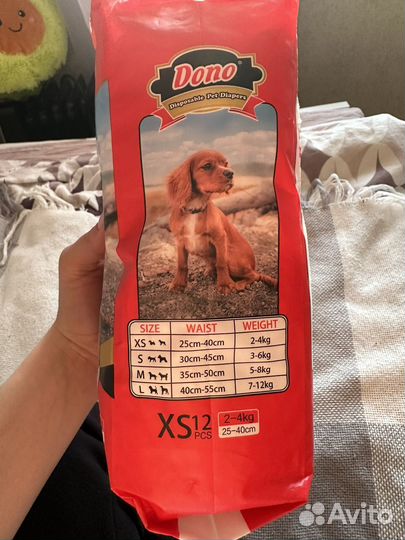 Dono
Disposable Pet Diapers
SIZE WAIST WEIGHT
XS 25cm-40cm 2-4kg
S 30cm-45cm 3-6kg
M 35cm-50cm 5-8kg
L 40cm-55cm 7-12kg
XS 12 PCS 2-4kg
25-40cm
Avito